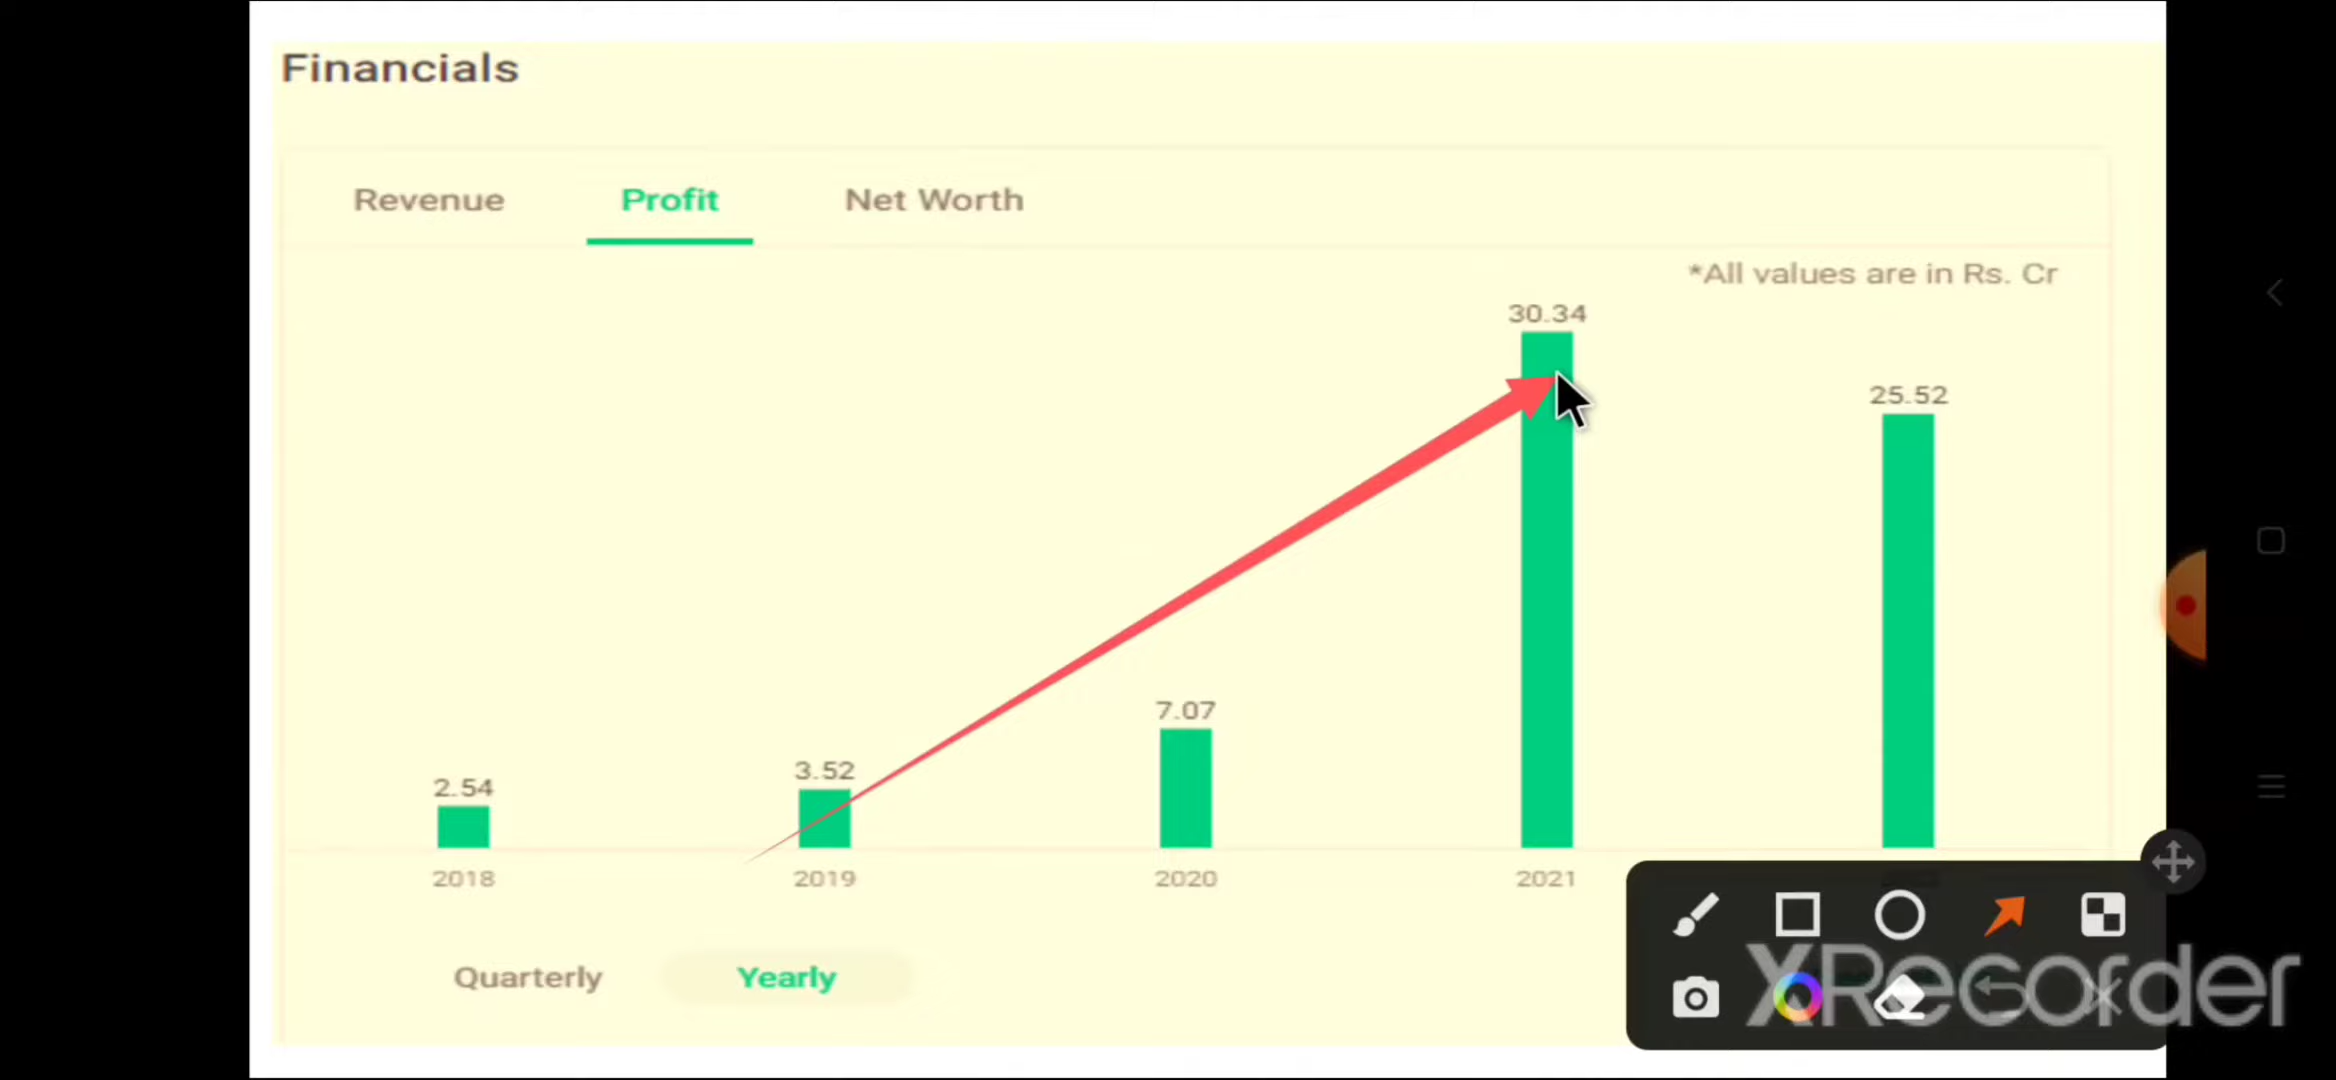 Financials
Revenue Profit Net Worth
*All values are in Rs. Cr
30.34
25.52
7.07
3.52
2.54
2018 2019 2020 2021
Quarterly Yearly
XRecorder